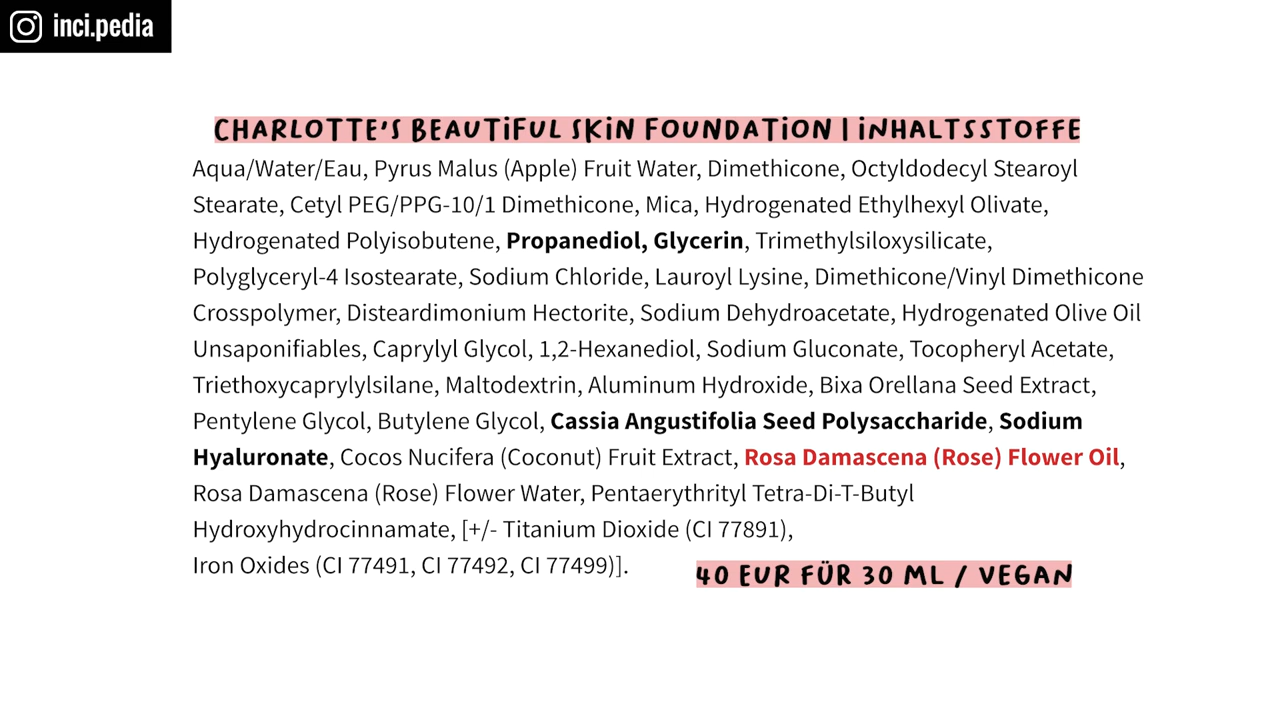 inci.pedia
CHARLOTTE'S BEAUTiFUL SKiN FOUNDATiON | iNHALTSSTOFFE
Aqua/Water/Eau, Pyrus Malus (Apple) Fruit Water, Dimethicone, Octyldodecyl Stearoyl
Stearate, Cetyl PEG/PPG-10/1 Dimethicone, Mica, Hydrogenated Ethylhexyl Olivate,
Hydrogenated Polyisobutene, Propanediol, Glycerin, Trimethylsiloxysilicate,
Polyglyceryl-4 Isostearate, Sodium Chloride, Lauroyl Lysine, Dimethicone/Vinyl Dimethicone
Crosspolymer, Disteardimonium Hectorite, Sodium Dehydroacetate, Hydrogenated Olive Oil
Unsaponifiables, Caprylyl Glycol, 1,2-Hexanediol, Sodium Gluconate, Tocopheryl Acetate,
Triethoxycaprylylsilane, Maltodextrin, Aluminum Hydroxide, Bixa Orellana Seed Extract,
Pentylene Glycol, Butylene Glycol, Cassia Angustifolia Seed Polysaccharide, Sodium
Hyaluronate, Cocos Nucifera (Coconut) Fruit Extract, Rosa Damascena (Rose) Flower Oil,
Rosa Damascena (Rose) Flower Water, Pentaerythrityl Tetra-Di-T-Butyl
Hydroxyhydrocinnamate, [+/- Titanium Dioxide (CI 77891),
Iron Oxides (CI 77491, CI 77492, CI 77499)].
40 EUR FÜR 30 ML / VEGAN